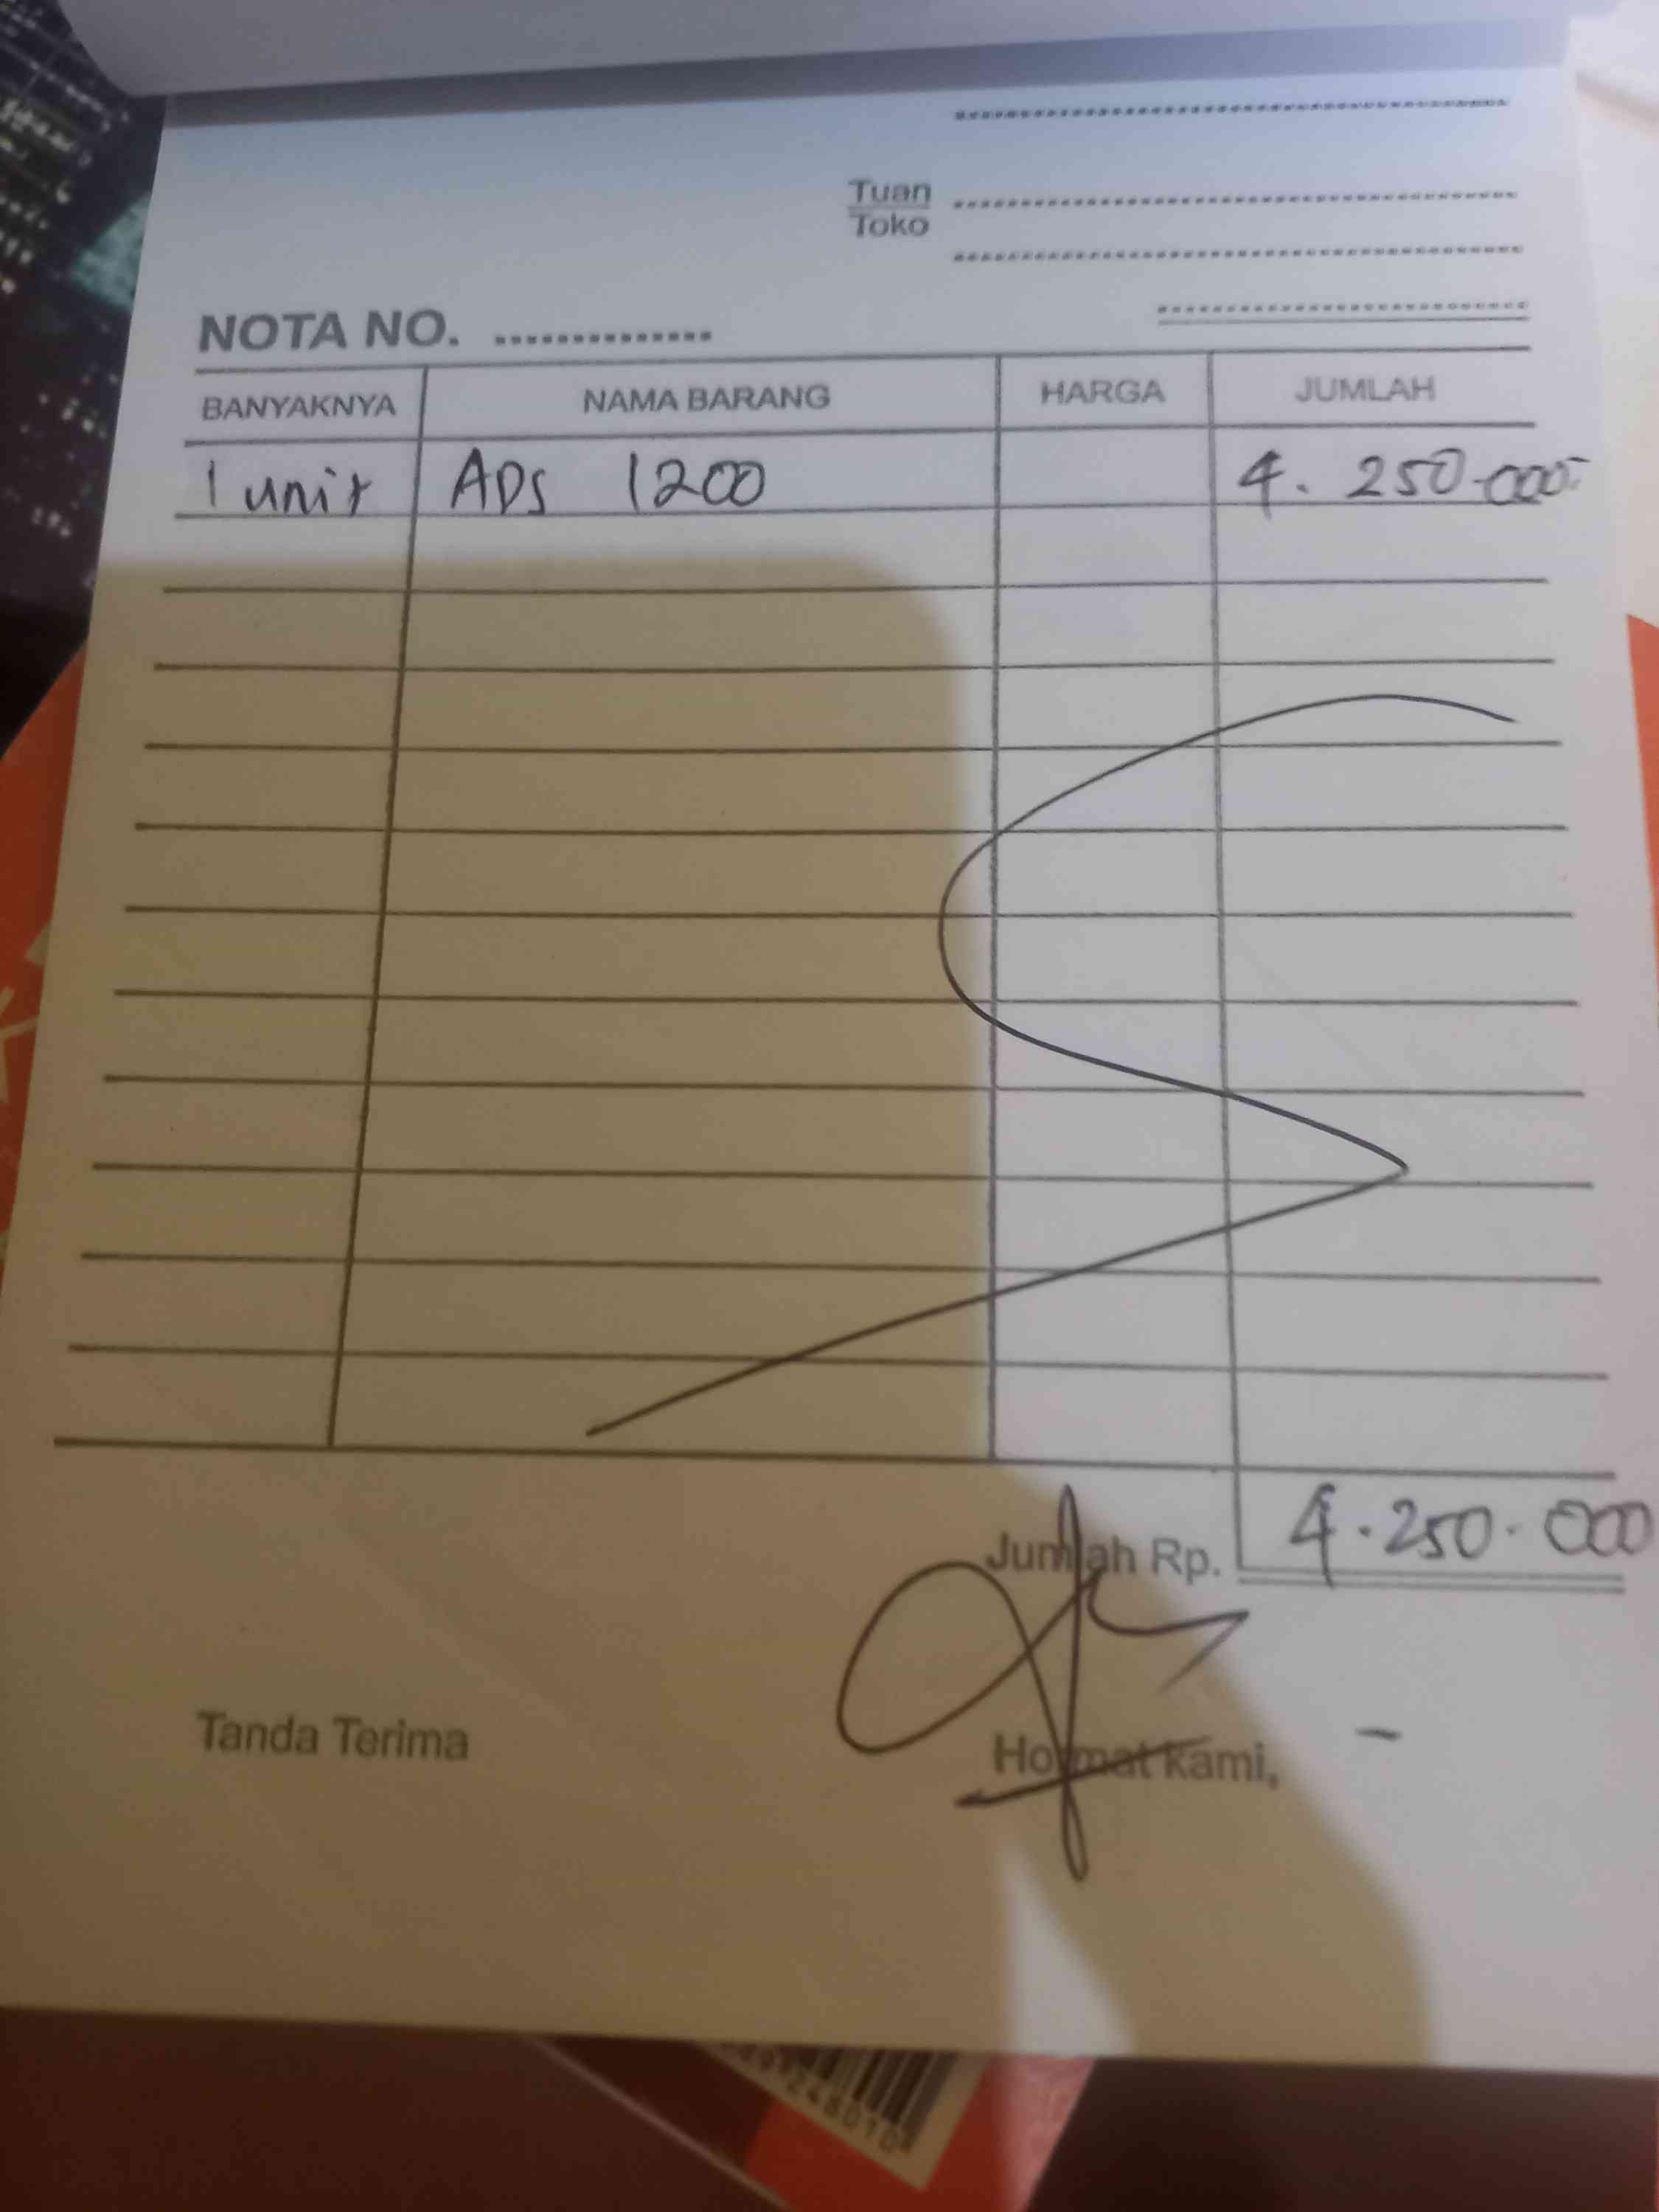 Tuan
Toko
NOTA NO. ..............
BANYAKNYA NAMA BARANG HARGA JUMLAH
1 unit ADS 1200 4. 250.000-
Jumlah Rp. 4.250.000
Tanda Terima Hormat kami,